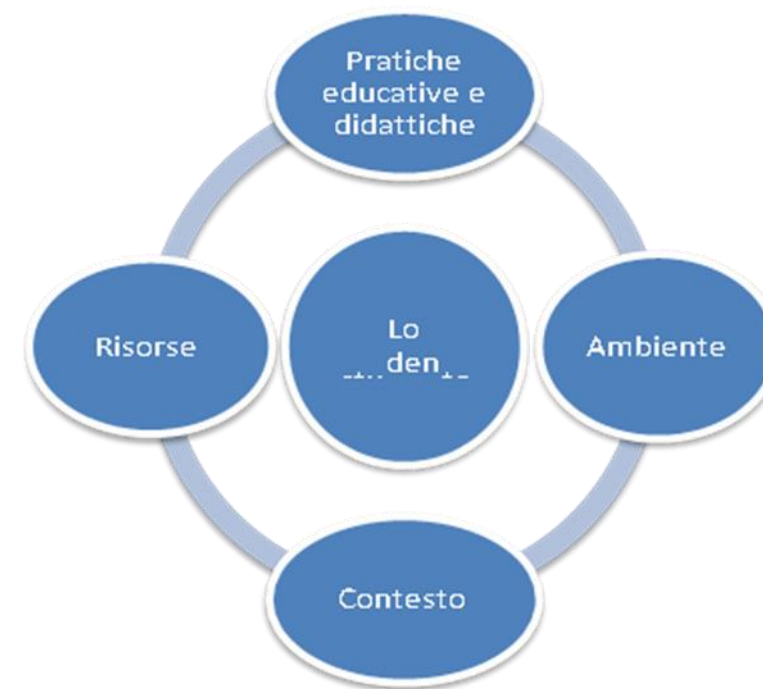 Pratiche
educative e
didattiche
Risorse
Lo
Ambiente
Contesto